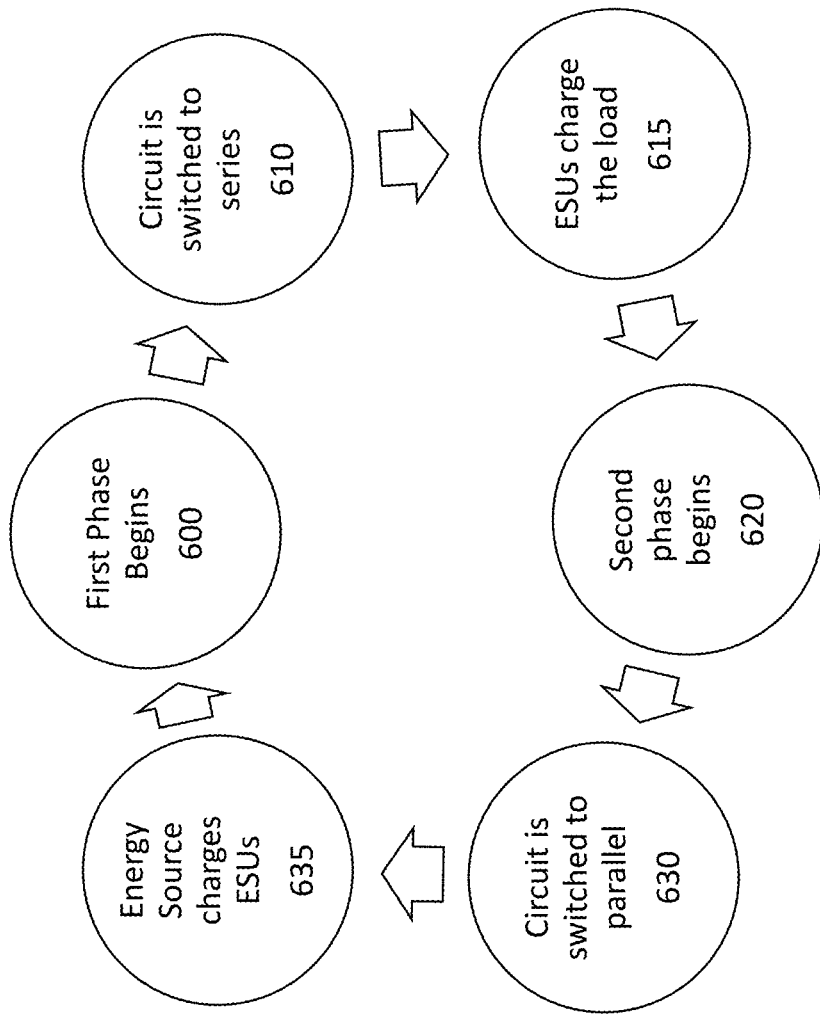 First Phase
Begins
600
Circuit is
switched to
series
610
ESUs charge
the load
615
Second
phase
begins
620
Circuit is
switched to
parallel
630
Energy
Source
charges
ESUs
635